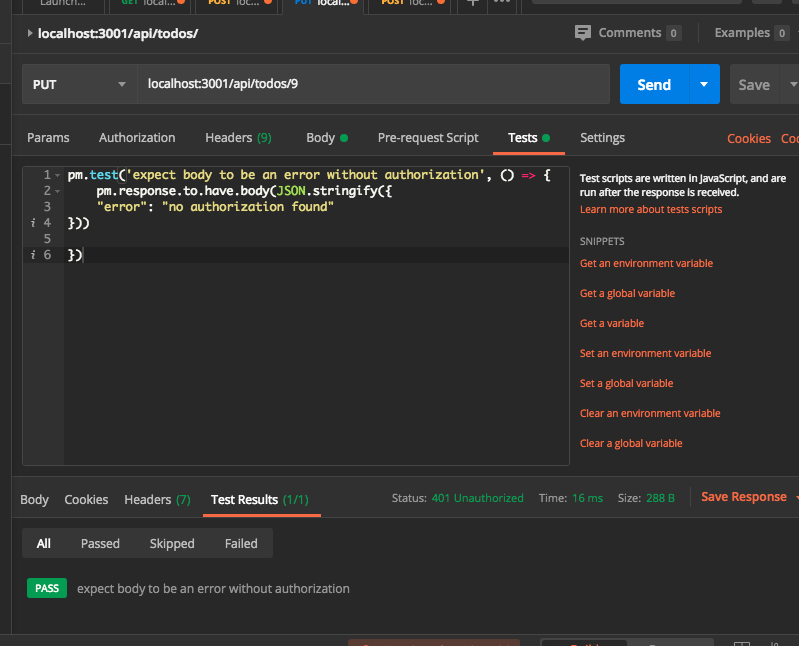 Launch...
GET local...
POST loc...
PUT local...
POST loc...
localhost:3001/api/todos/
Comments 0
Examples 0
PUT
localhost:3001/api/todos/9
Send
Save
Params
Authorization
Headers (9)
Body
Pre-request Script
Tests
Settings
Cookies
1 pm.test('expect body to be an error without authorization', () => {
2 pm.response.to.have.body(JSON.stringify({
3 "error": "no authorization found"
i 4 }))
5
i 6 })
Test scripts are written in JavaScript, and are
run after the response is received.
Learn more about tests scripts
SNIPPETS
Get an environment variable
Get a global variable
Get a variable
Set an environment variable
Set a global variable
Clear an environment variable
Clear a global variable
Body
Cookies
Headers (7)
Test Results (1/1)
Status: 401 Unauthorized
Time: 16 ms
Size: 288 B
Save Response
All
Passed
Skipped
Failed
PASS
expect body to be an error without authorization